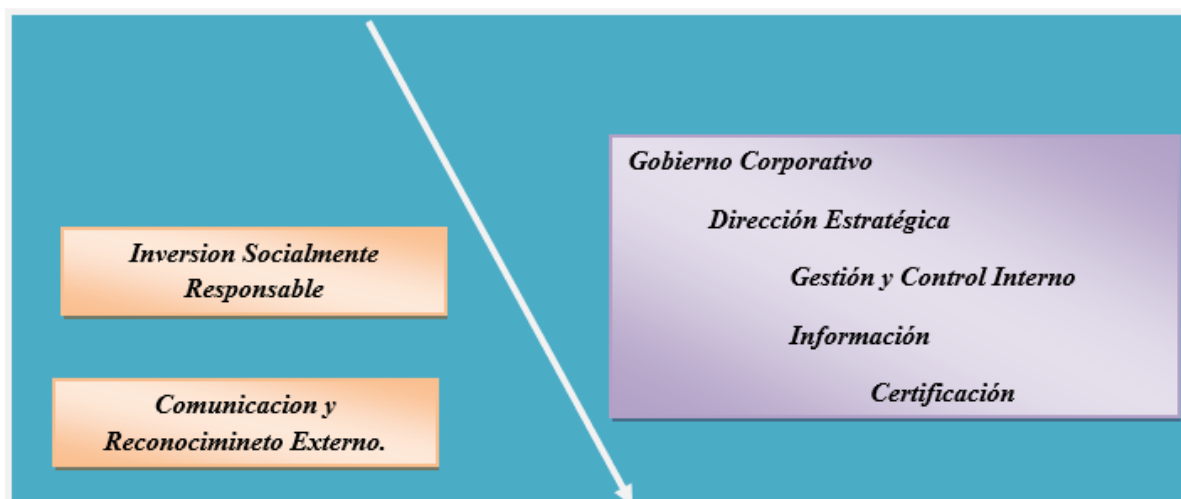 Gobierno Corporativo
Dirección Estratégica
Gestión y Control Interno
Información
Certificación
Inversion Socialmente
Responsable
Comunicacion y
Reconocimineto Externo.